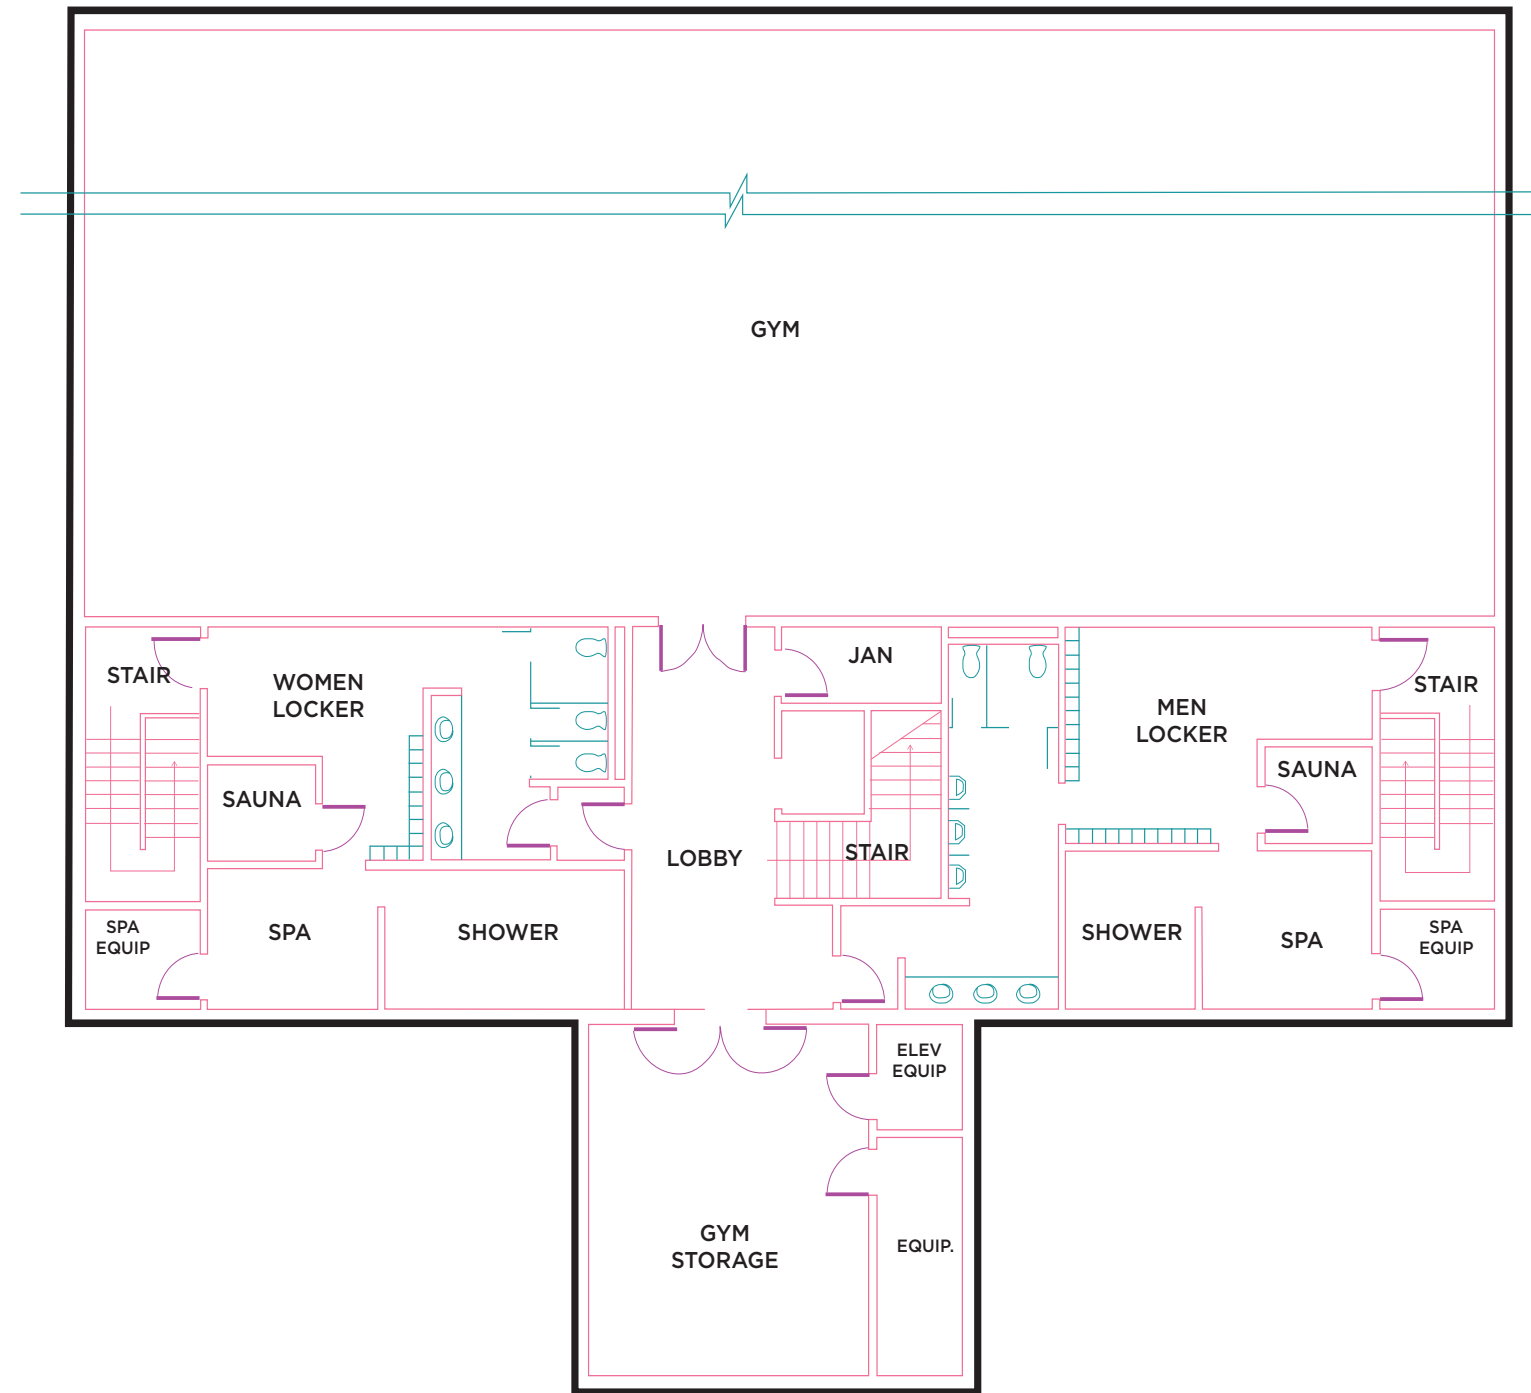 GYM
STAIR
WOMEN
LOCKER
JAN
MEN
LOCKER
STAIR
SAUNA
SAUNA
LOBBY
STAIR
SPA
EQUIP
SPA
SHOWER
SHOWER
SPA
SPA
EQUIP
ELEV
EQUIP
GYM
STORAGE
EQUIP.